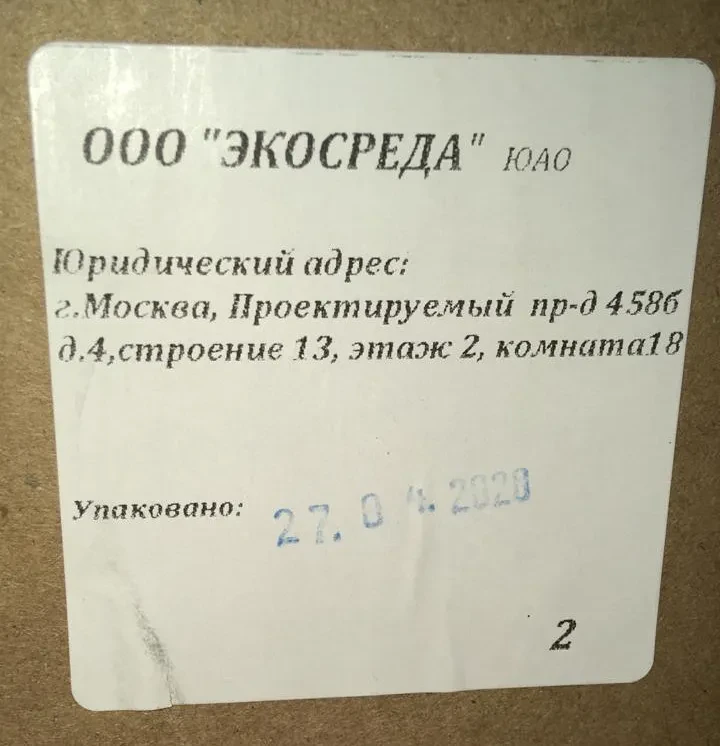 ООО "ЭКОСРЕДА" ЮАО
Юридический адрес:
г.Москва, Проектируемый пр-д 4586
д.4,строение 13, этаж 2, комната18
Упаковано: 27. 04. 2020
2